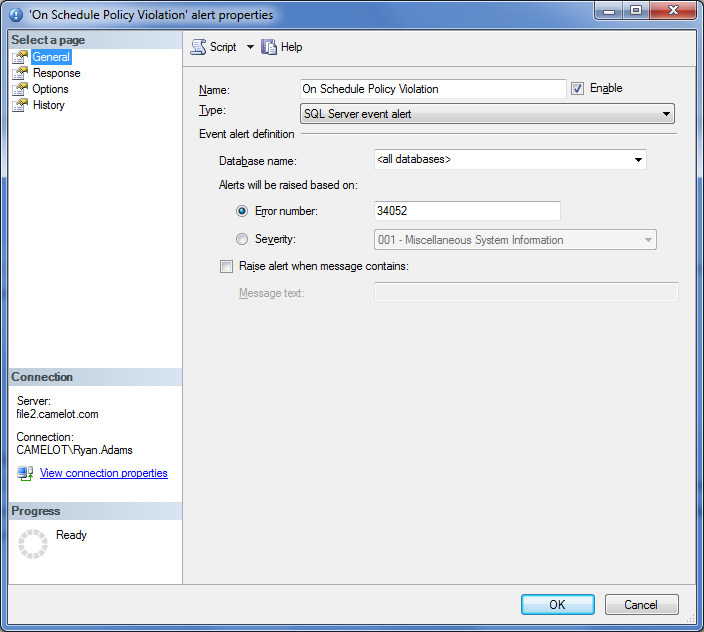 'On Schedule Policy Violation' alert properties
Select a page
General
Response
Options
History
Script
Help
Name:
On Schedule Policy Violation
Enable
Type:
SQL Server event alert
Event alert definition
Database name:
<all databases>
Alerts will be raised based on:
Error number:
34052
Severity:
001 - Miscellaneous System Information
Raise alert when message contains:
Message text:
Connection
Server:
file2.camelot.com
Connection:
CAMELOT\Ryan.Adams
View connection properties
Progress
Ready
OK
Cancel